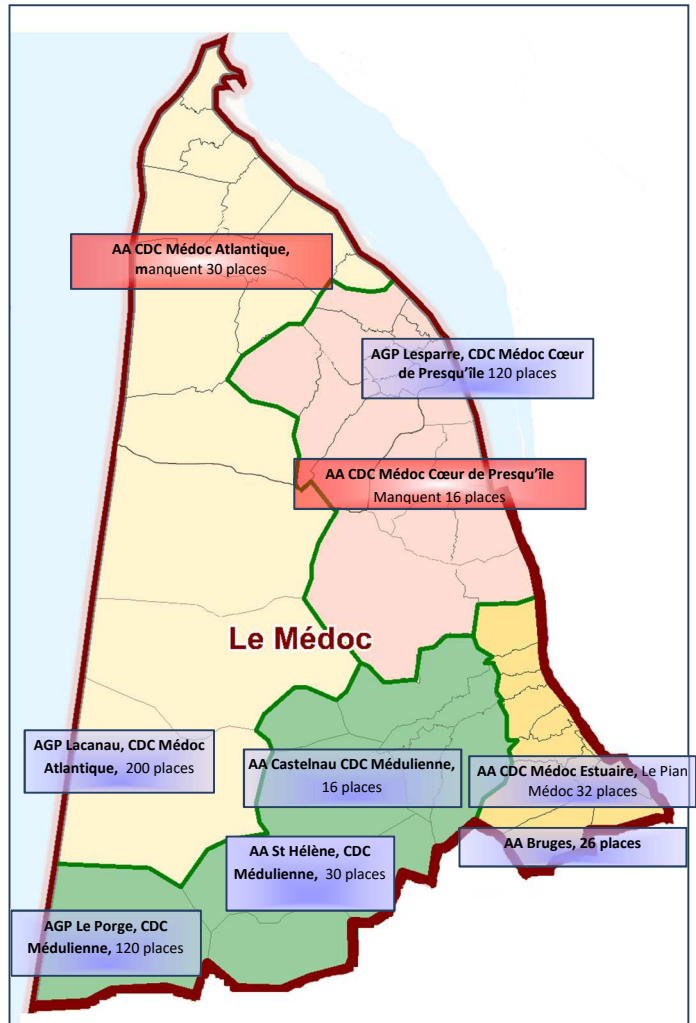 AA CDC Médoc Atlantique,
manquent 30 places
AGP Lesparre, CDC Médoc Cœur
de Presqu'île 120 places
AA CDC Médoc Cœur de Presqu'île
Manquent 16 places
Le Médoc
AGP Lacanau, CDC Médoc
Atlantique, 200 places
AA Castelnau CDC Médulienne,
16 places
AA CDC Médoc Estuaire, Le Pian
Médoc 32 places
AA St Hélène, CDC
Médulienne, 30 places
AA Bruges, 26 places
AGP Le Porge, CDC
Médulienne, 120 places